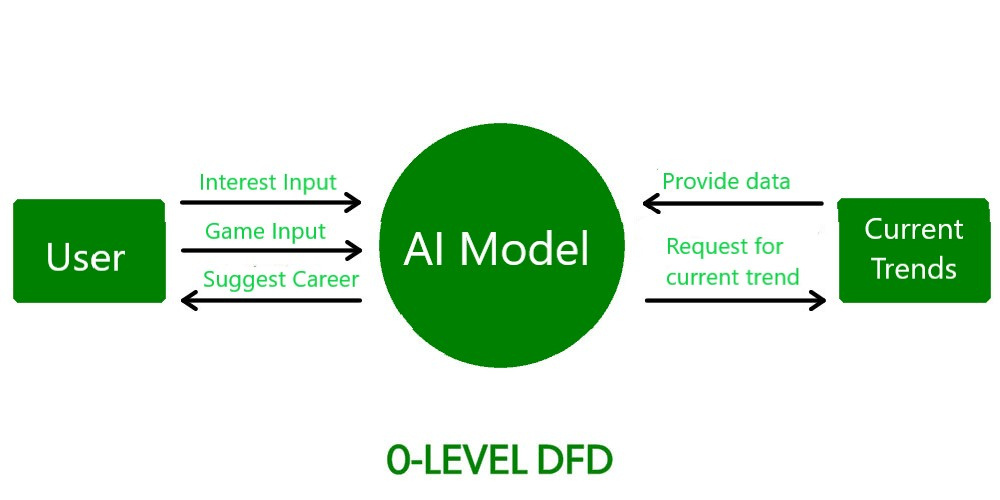 Interest Input
Game Input
Suggest Career
User
AI Model
Provide data
Request for
current trend
Current
Trends
0-LEVEL DFD